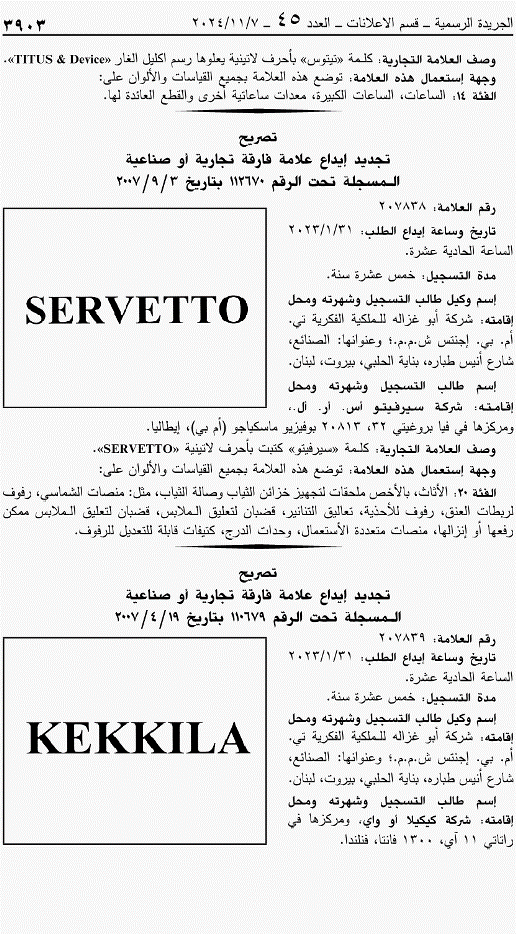 الجريدة الرسمية ــ قسم الاعلانات ــ العدد ٤٥ ــ ٢٠٢٤/١١/٧
٣٩٠٣
وصف العلامة التجارية: كلمة «تيتوس» بأحرف لاتينية يعلوها رسم اكليل الغار «TITUS & Device».
وجهة إستعمال هذه العلامة: توضع هذه العلامة بجميع القياسات والألوان على:
الفئة ١٤: الساعات، الساعات الكبيرة، معدات ساعاتية أخرى والقطع العائدة لها.
تصريح
تجديد إيداع علامة فارقة تجارية أو صناعية
المسجلة تحت الرقم ١١٢٦٧٠ بتاريخ ٢٠٠٧/٩/٣
رقم العلامة: ٢٠٧٨٣٨
تاريخ وساعة إيداع الطلب: ٢٠٢٣/١/٣١
الساعة الحادية عشرة.
مدة التسجيل: خمس عشرة سنة.
إسم وكيل طالب التسجيل وشهرته ومحل
إقامته: شركة أبو غزاله للملكية الفكرية تي.
أم. بي. إجنتس ش.م.م.؛ وعنوانها: الصنائع،
شارع أنيس طباره، بناية الحلبي، بيروت، لبنان.
إسم طالب التسجيل وشهرته ومحل
إقامته: شركة سيرفيتو أس. ار. آل.،
ومركزها في فيا بروغيتي ٣٢، ٢٠٨١٣ بوفيزيو ماسكياجو (أم بي)، إيطاليا.
SERVETTO
وصف العلامة التجارية: كلمة «سيرفيتو» كتبت بأحرف لاتينية «SERVETTO».
وجهة إستعمال هذه العلامة: توضع هذه العلامة بجميع القياسات والألوان على:
الفئة ٢٠: الأثاث، بالأخص ملحقات لتجهيز خزائن الثياب وصالة الثياب، مثل: منصات الشماسي، رفوف
لربطات العنق، رفوف للأحذية، تعاليق التنانير، قضبان لتعليق الملابس، قضبان لتعليق الملابس ممكن
رفعها أو إنزالها، منصات متعددة الأستعمال، وحدات الدرج، كتيفات قابلة للتعديل للرفوف.
تصريح
تجديد إيداع علامة فارقة تجارية أو صناعية
المسجلة تحت الرقم ١١٠٦٧٩ بتاريخ ٢٠٠٧/٤/١٩
رقم العلامة: ٢٠٧٨٣٩
تاريخ وساعة إيداع الطلب: ٢٠٢٣/١/٣١
الساعة الحادية عشرة.
مدة التسجيل: خمس عشرة سنة.
إسم وكيل طالب التسجيل وشهرته ومحل
إقامته: شركة أبو غزاله للملكية الفكرية تي.
أم. بي. إجنتس ش.م.م.؛ وعنوانها: الصنائع،
شارع أنيس طباره، بناية الحلبي، بيروت، لبنان.
إسم طالب التسجيل وشهرته ومحل
إقامته: شركة كيكيلا أو واي، ومركزها في
راتاتي ١١ آي، ١٣٠٠ فانتا، فنلندا.
KEKKILA